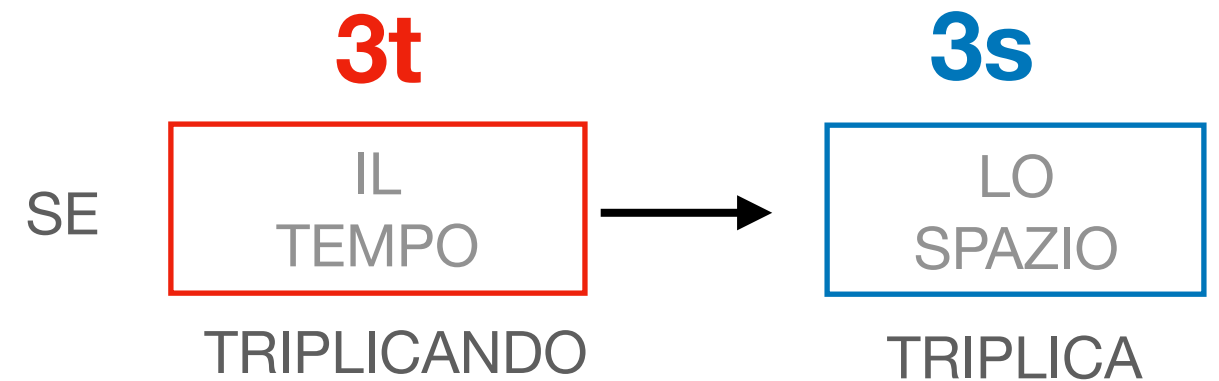 3t
3s
SE
IL
TEMPO
LO
SPAZIO
TRIPLICANDO
TRIPLICA